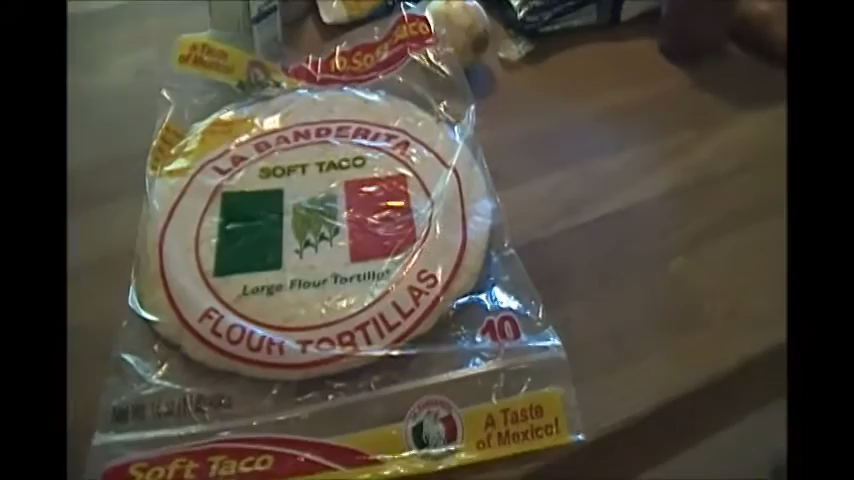 A Taste
of Mexico!
10 Soft Taco
LA BANDERITA
SOFT TACO
Large Flour Tortillas
FLOUR TORTILLAS
10
A Taste
of Mexico!
Soft Taco